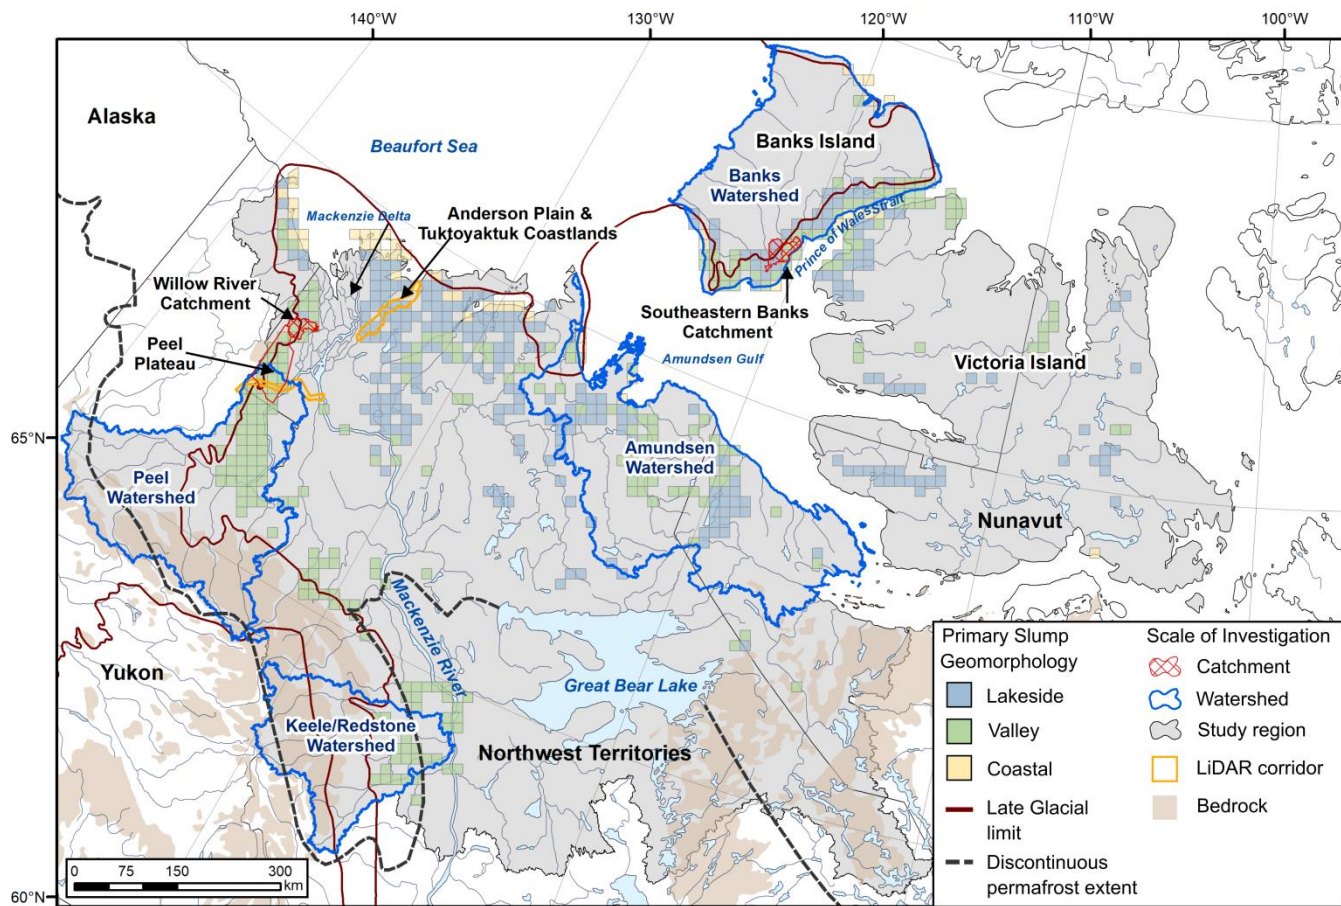 140°W
130°W
120°W
110°W
100°W
Alaska
Beaufort Sea
Banks Island
Banks
Watershed
Mackenzie Delta
Anderson Plain &
Tuktoyaktuk Coastlands
Prince of Wales Strait
Willow River
Catchment
Southeastern Banks
Catchment
Peel
Plateau
Amundsen Gulf
Victoria Island
65°N
Amundsen
Watershed
Peel
Watershed
Nunavut
Mackenzie River
Yukon
Great Bear Lake
Keele/Redstone
Watershed
Northwest Territories
Primary Slump
Geomorphology
Lakeside
Valley
Coastal
Late Glacial
limit
Discontinuous
permafrost extent
Scale of Investigation
Catchment
Watershed
Study region
LiDAR corridor
Bedrock
0 75 150 300
km
60°N